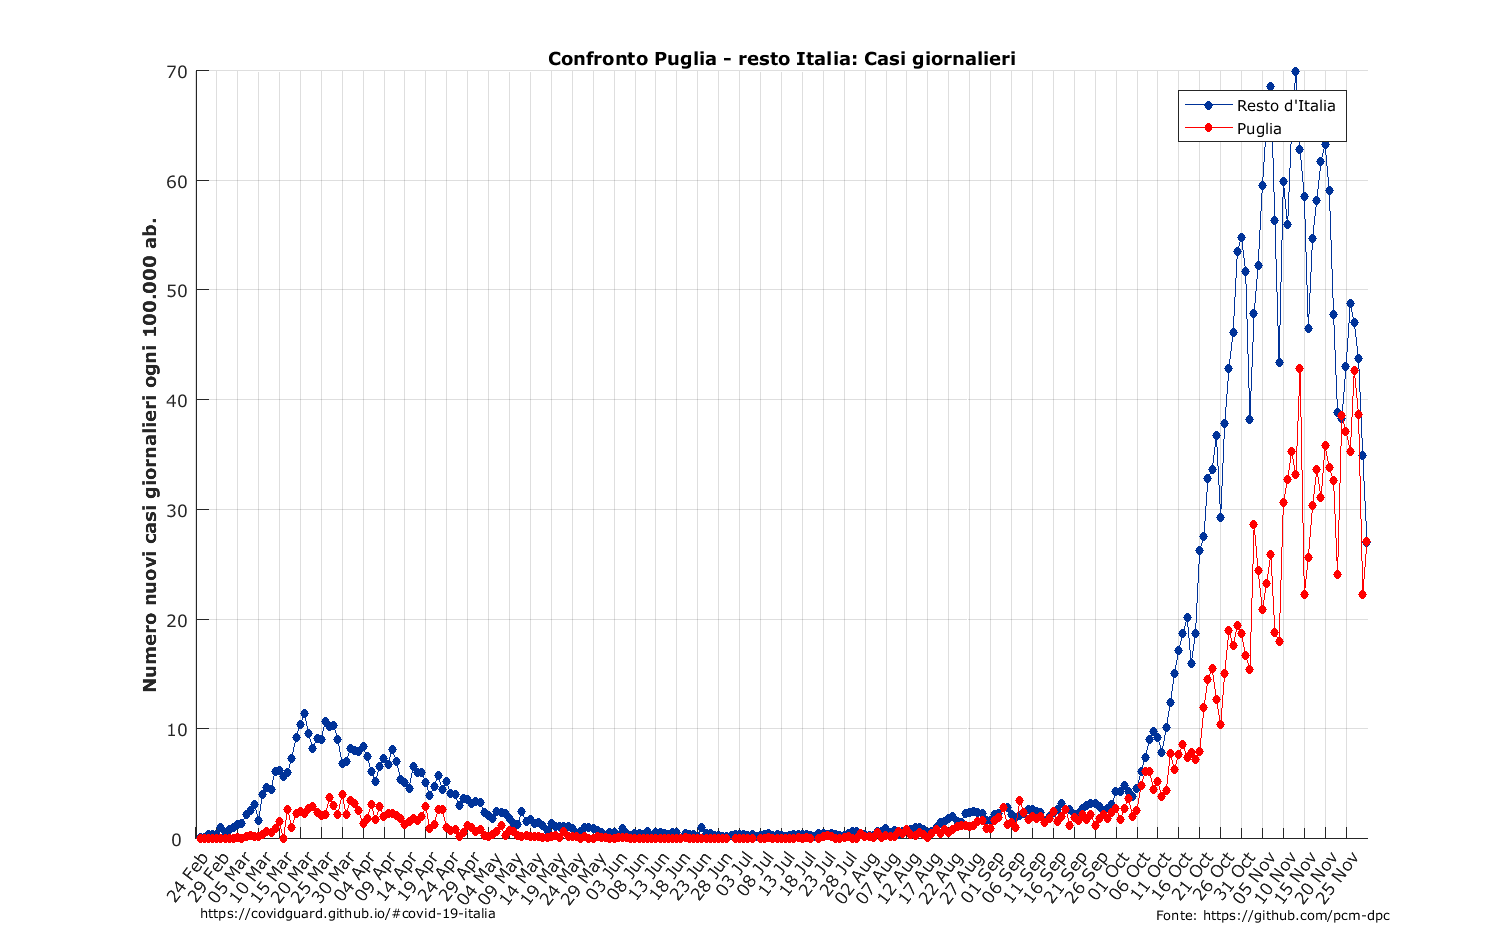 Confronto Puglia - resto Italia: Casi giornalieri
Numero nuovi casi giornalieri ogni 100.000 ab.
70
60
50
40
30
20
10
0
Resto d'Italia
Puglia
24 Feb
29 Feb
05 Mar
10 Mar
15 Mar
20 Mar
25 Mar
30 Mar
04 Apr
09 Apr
14 Apr
19 Apr
24 Apr
29 Apr
04 May
09 May
14 May
19 May
24 May
29 May
03 Jun
08 Jun
13 Jun
18 Jun
23 Jun
28 Jun
03 Jul
08 Jul
13 Jul
18 Jul
23 Jul
28 Jul
02 Aug
07 Aug
12 Aug
17 Aug
22 Aug
27 Aug
01 Sep
06 Sep
11 Sep
16 Sep
21 Sep
26 Sep
01 Oct
06 Oct
11 Oct
16 Oct
21 Oct
26 Oct
31 Oct
05 Nov
10 Nov
15 Nov
20 Nov
25 Nov
https://covidguard.github.io/#covid-19-italia
Fonte: https://github.com/pcm-dpc